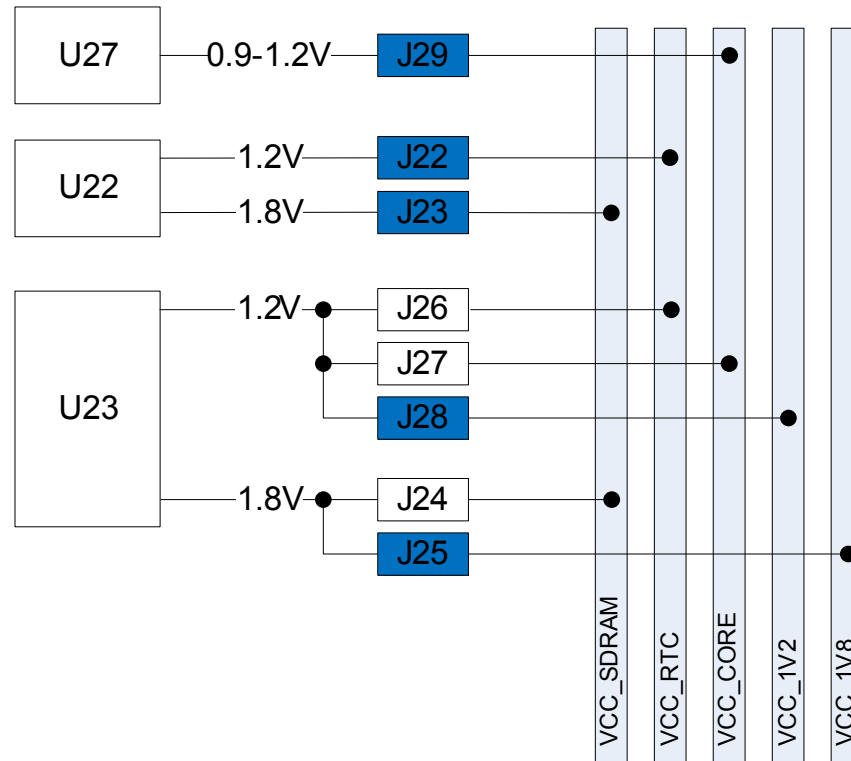 U27
0.9-1.2V
J29
U22
1.2V
J22
1.8V
J23
U23
1.2V
J26
J27
J28
1.8V
J24
J25
VCC_SDRAM
VCC_RTC
VCC_CORE
VCC_1V2
VCC_1V8